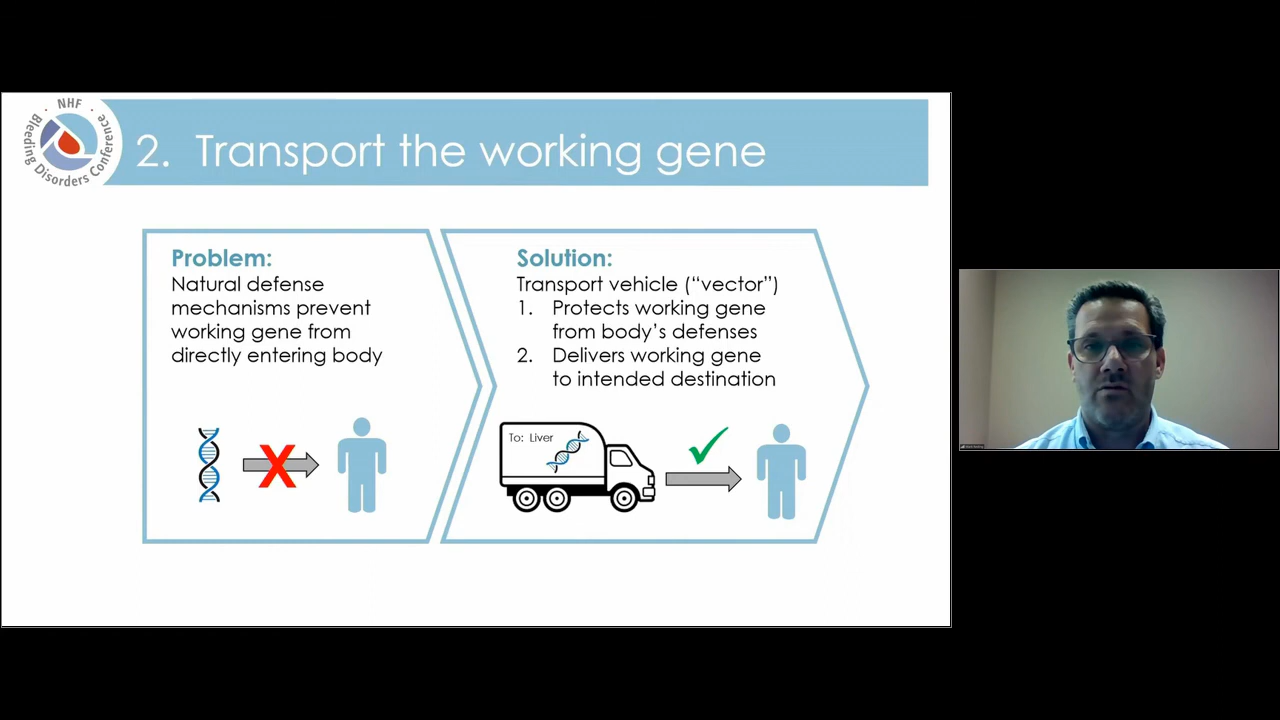 · NHF ·
Bleeding Disorders Conference
2. Transport the working gene
Problem:
Natural defense
mechanisms prevent
working gene from
directly entering body
Solution:
Transport vehicle (“vector”)
1. Protects working gene
from body’s defenses
2. Delivers working gene
to intended destination
To: Liver
X